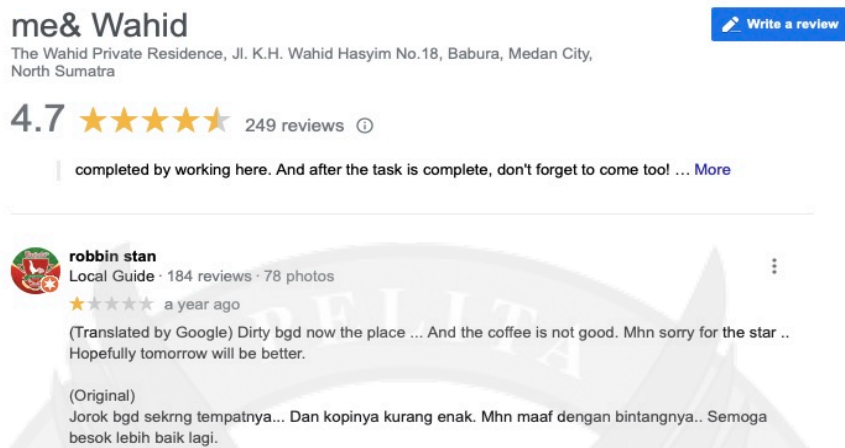 me& Wahid
Write a review
The Wahid Private Residence, Jl. K.H. Wahid Hasyim No.18, Babura, Medan City,
North Sumatra
4.7 249 reviews
completed by working here. And after the task is complete, don't forget to come too! ... More
robbin stan
Local Guide · 184 reviews · 78 photos
a year ago
(Translated by Google) Dirty bgd now the place ... And the coffee is not good. Mhn sorry for the star ..
Hopefully tomorrow will be better.
(Original)
Jorok bgd sekrng tempatnya... Dan kopinya kurang enak. Mhn maaf dengan bintangnya.. Semoga
besok lebih baik lagi.
PELITA